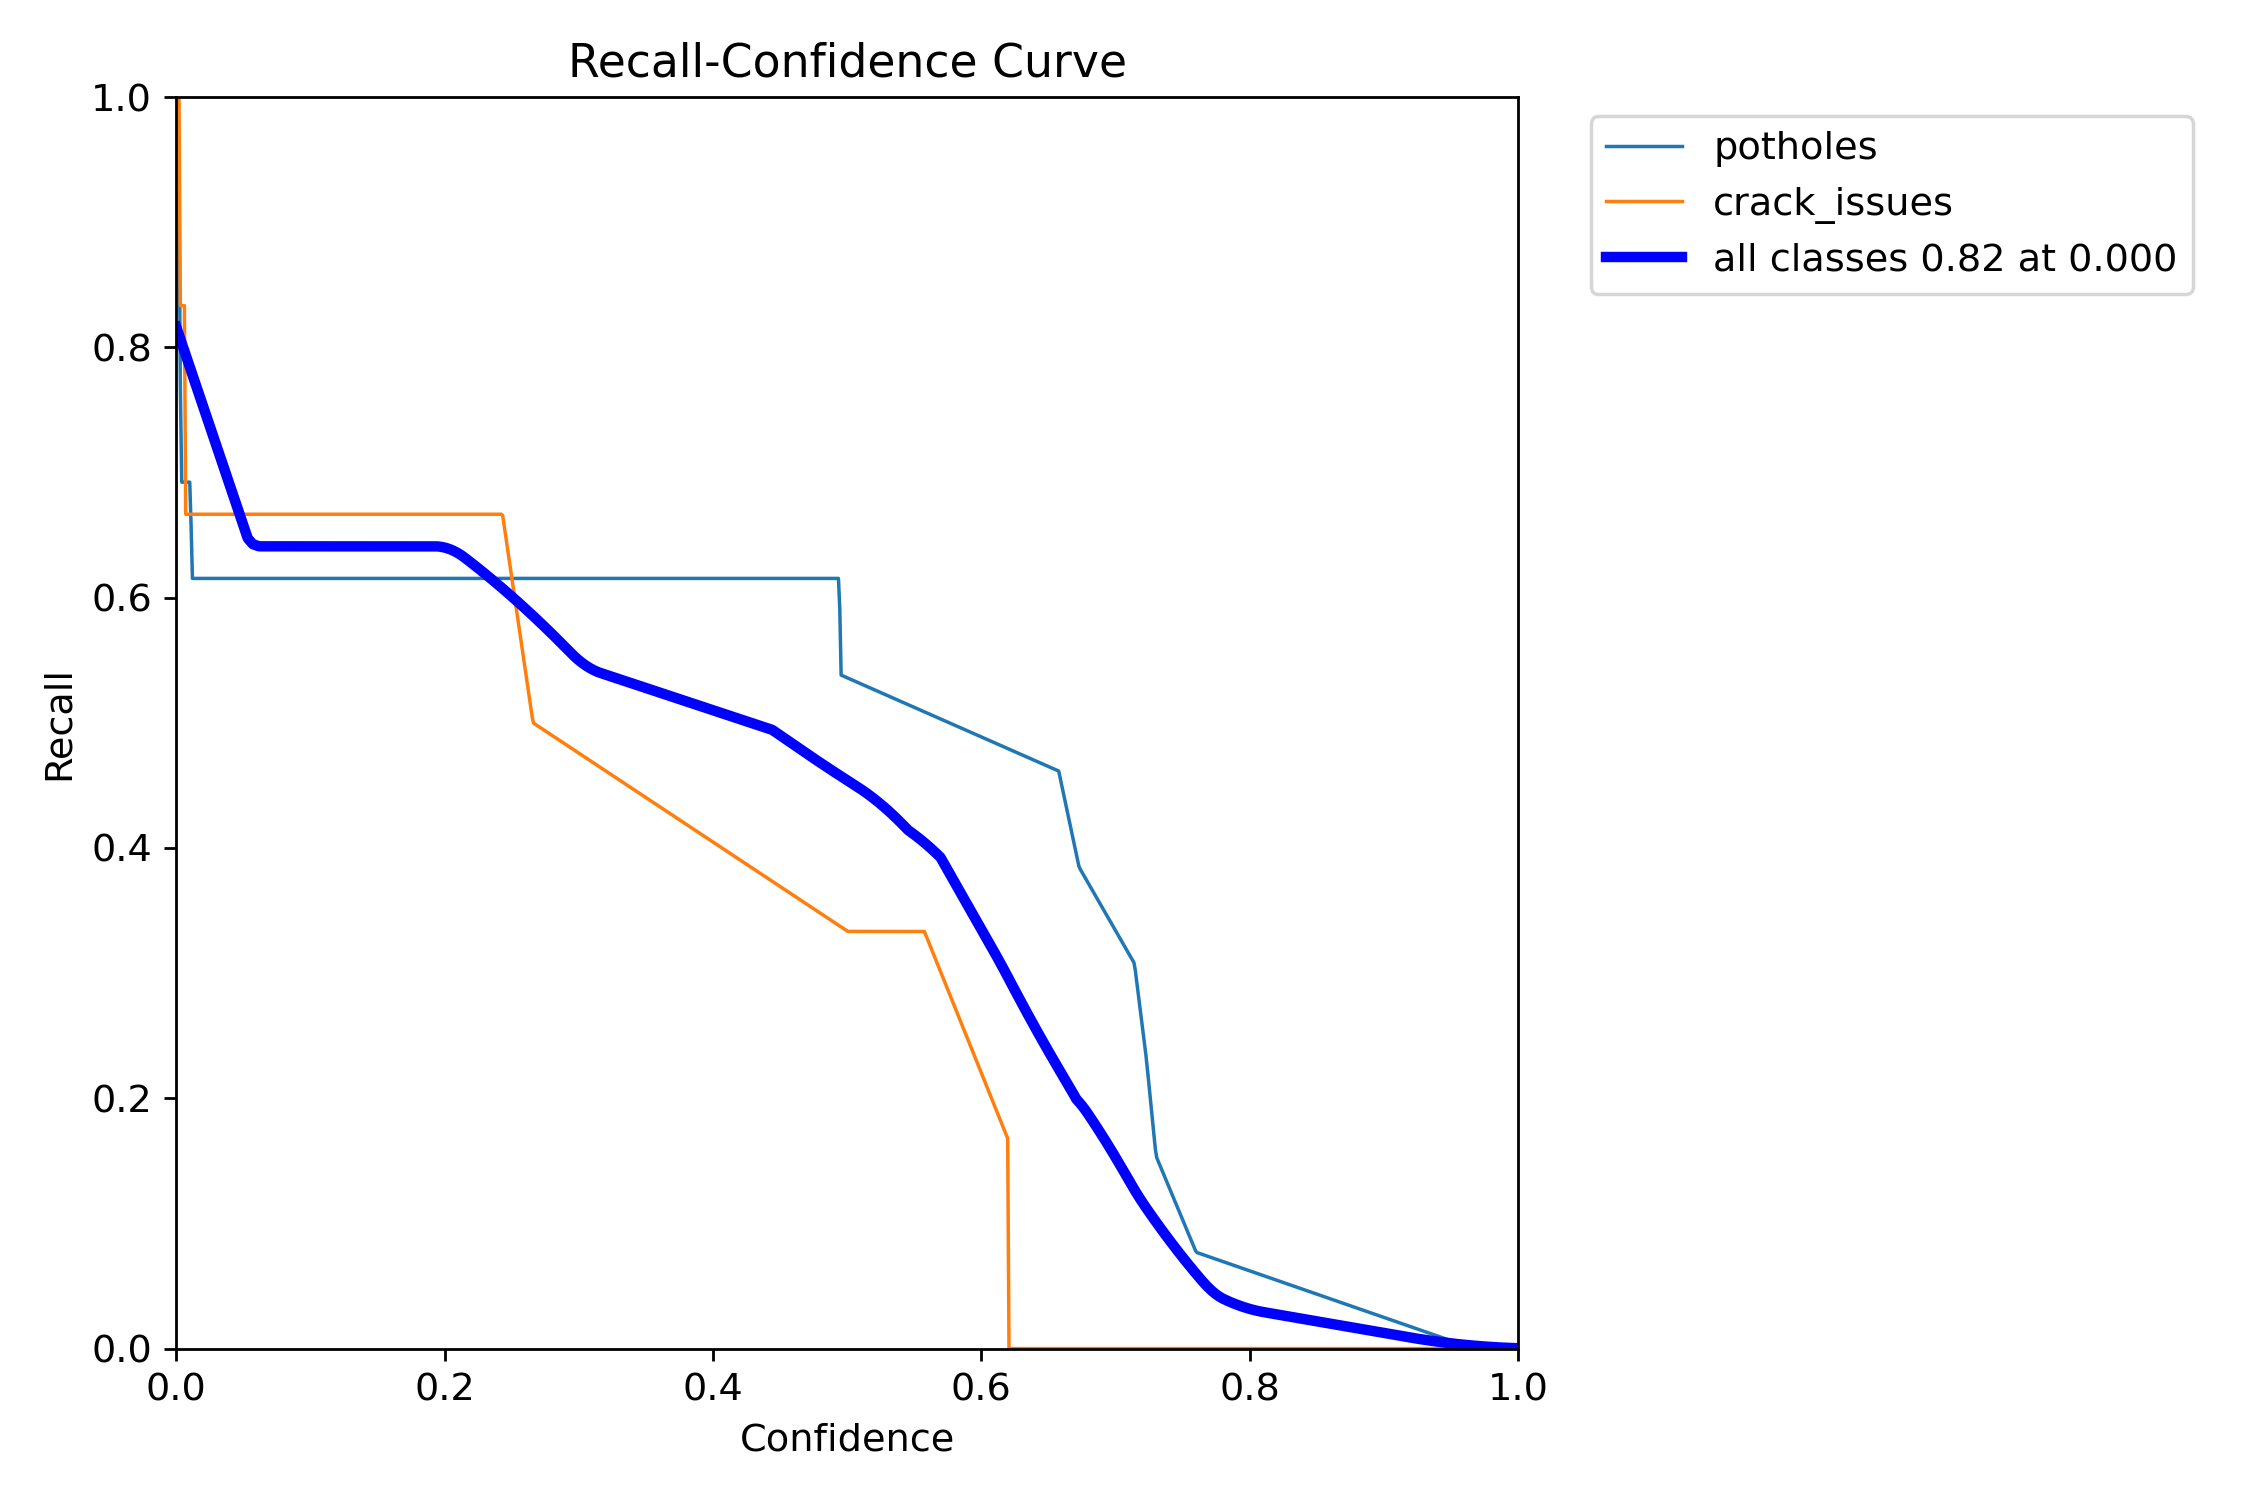 Recall-Confidence Curve
1.0
0.8
0.6
0.4
0.2
0.0
Recall
0.0 0.2 0.4 0.6 0.8 1.0
Confidence
potholes
crack_issues
all classes 0.82 at 0.000